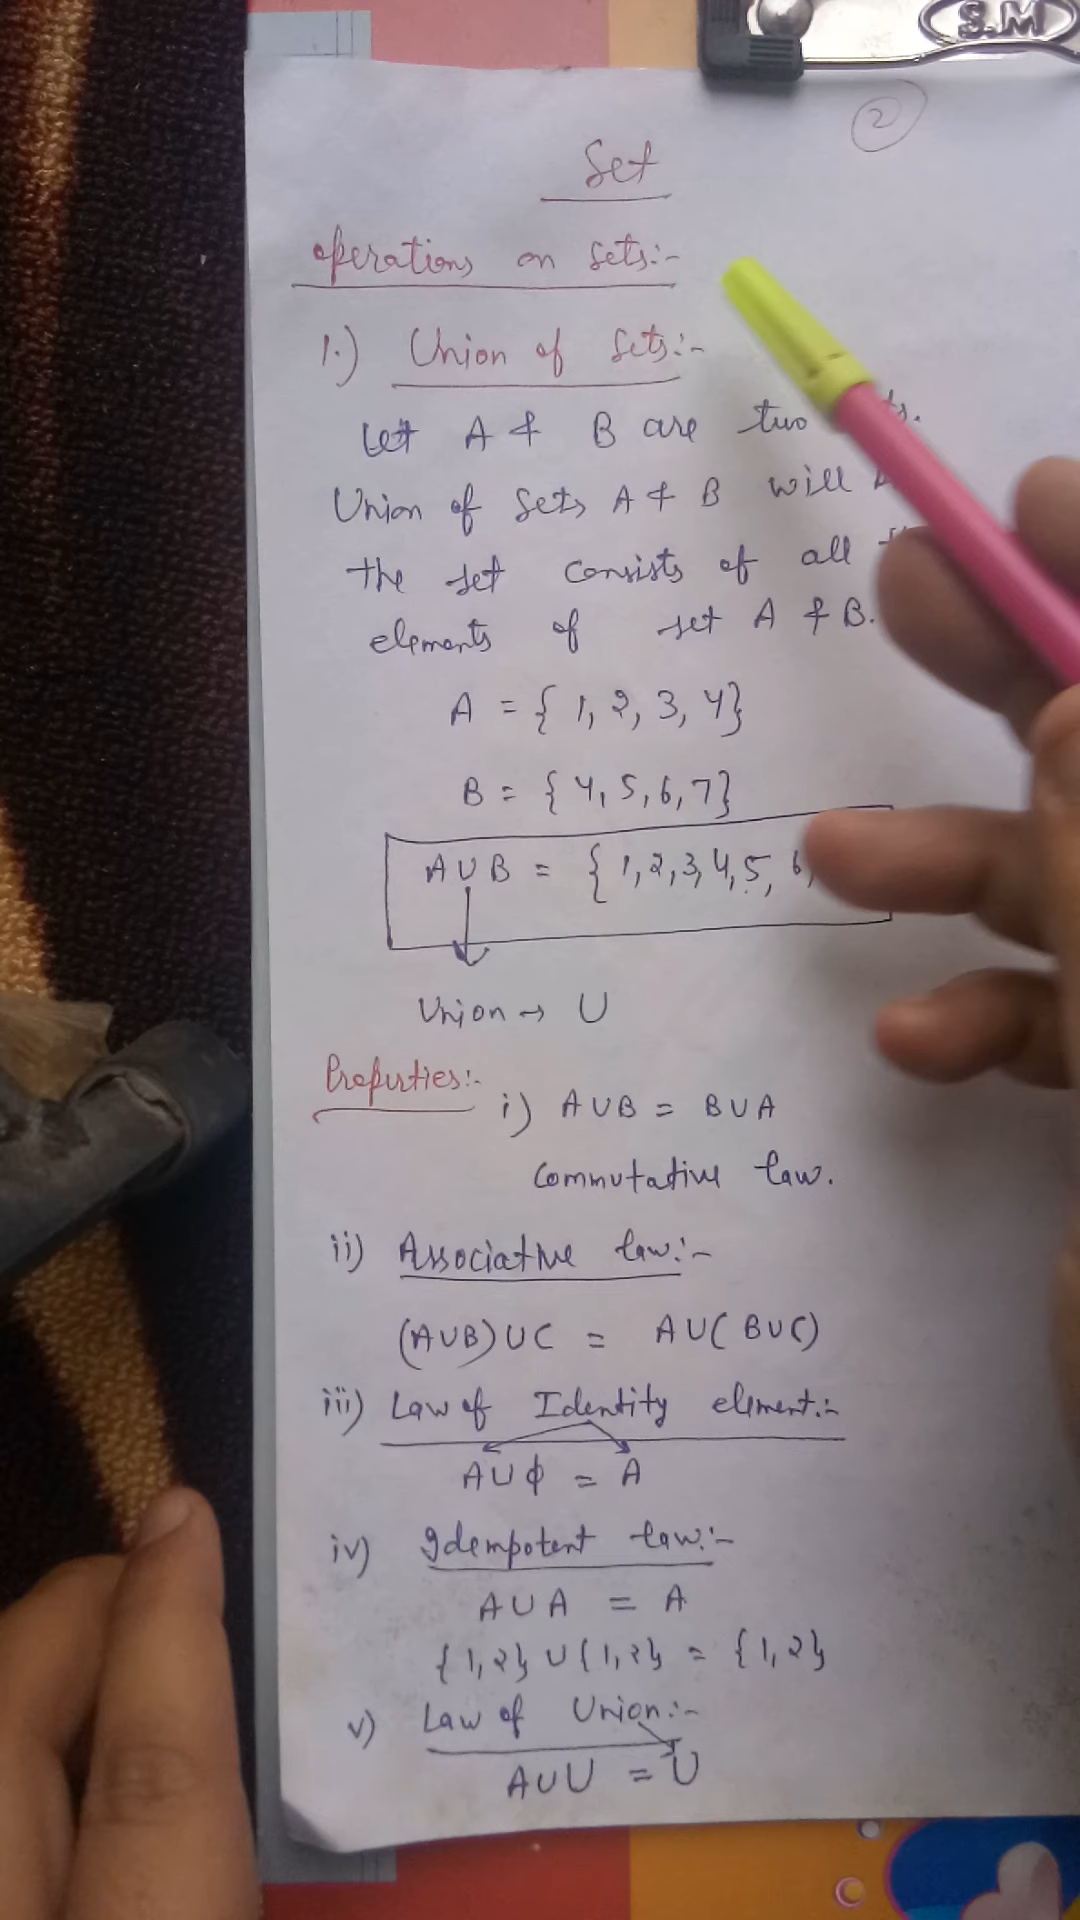 S.M
2
Set
operations on Sets:-
1.) Union of Sets:-
Let A & B are two
Union of Sets A & B will
the set consists of all
elements of set A & B.
A = { 1, 2, 3, 4}
B = { 4, 5, 6, 7}
A ∪ B = { 1, 2, 3, 4, 5, 6,
Union → ∪
Properties:-
i) A∪B = B∪A
Commutative law.
ii) Associative law:-
(A∪B)∪C = A∪(B∪C)
iii) Law of Identity element:-
A∪ϕ = A
iv) Idempotent law:-
A∪A = A
{1,2} ∪ {1,2} = {1,2}
v) Law of Union:-
A∪U = U